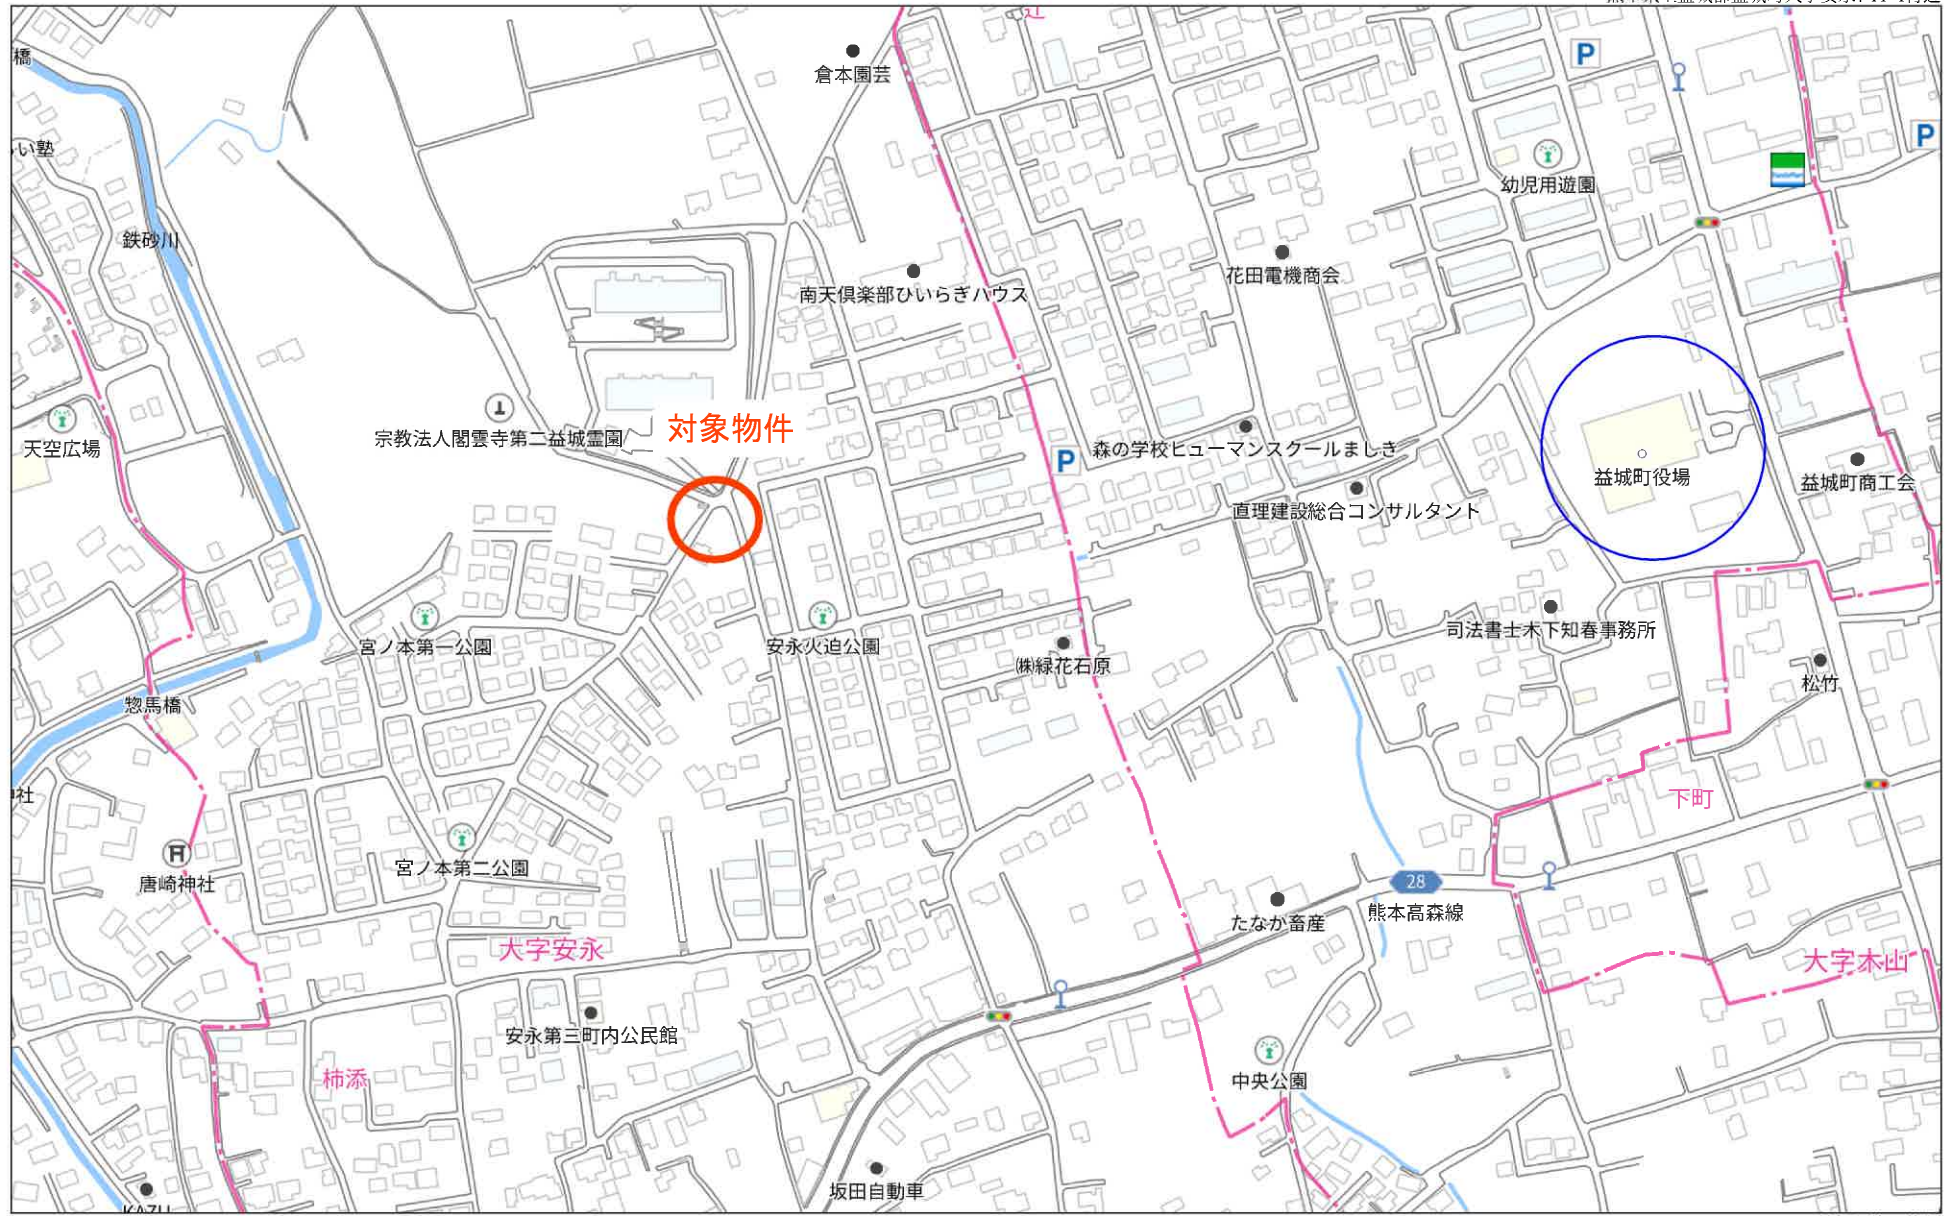 橋
倉本園芸
P
P
い塾
幼児用遊園
FamilyMart
鉄砂川
花田電機商会
南天倶楽部ひいらぎハウス
対象物件
宗教法人閣雲寺第二益城霊園
天空広場
P
森の学校ヒューマンスクールましき
益城町役場
益城町商工会
直理建設総合コンサルタント
宮ノ本第一公園
安永火迫公園
㈱緑花石原
司法書士木下知春事務所
松竹
惣馬橋
社
下町
唐崎神社
宮ノ本第二公園
28
熊本高森線
たなか畜産
大字安永
大字木山
安永第三町内公民館
柿添
中央公園
坂田自動車
KAZU